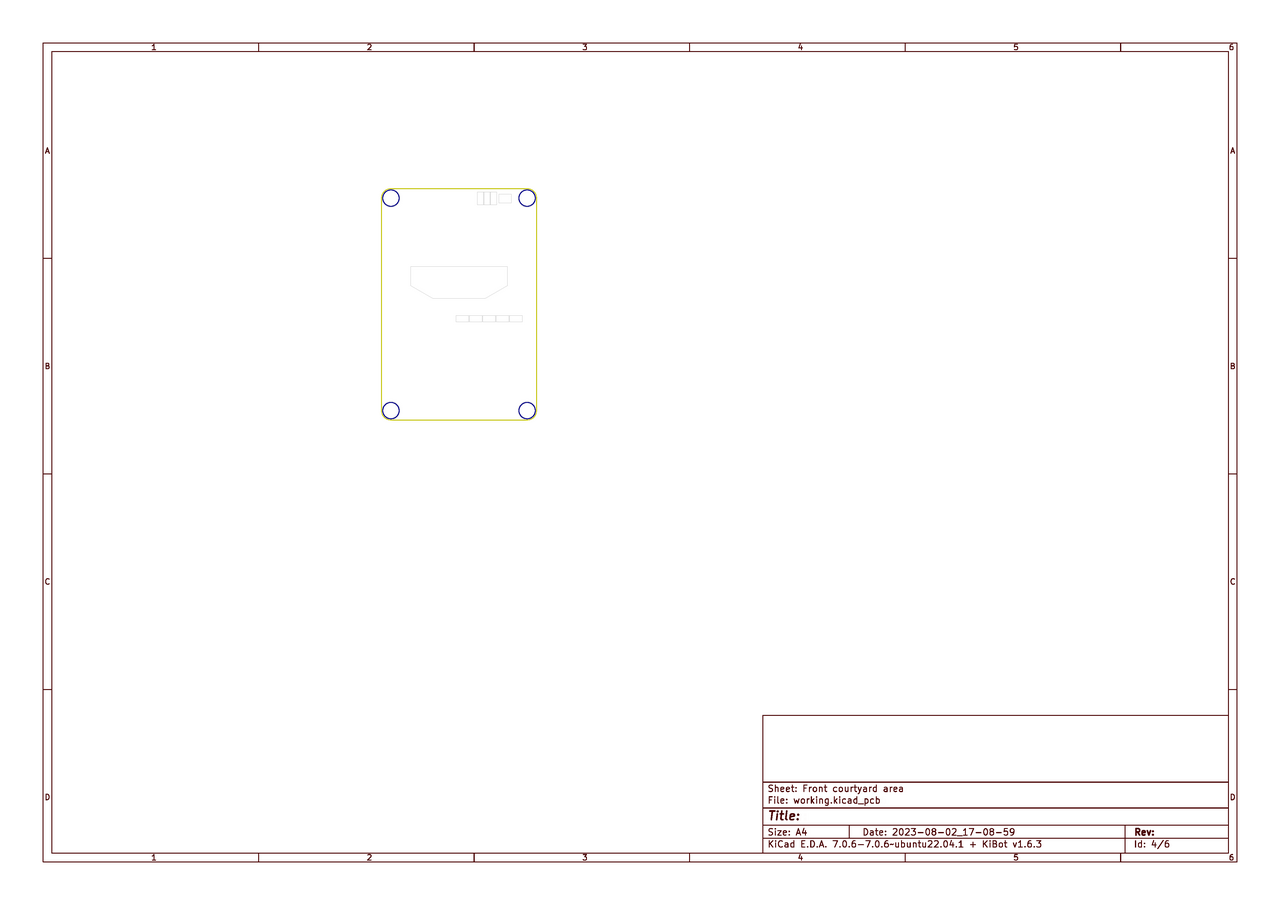 1 2 3 4 5 6
A A
B B
C C
D D
Sheet: Front courtyard area
File: working.kicad_pcb
Title:
Size: A4 Date: 2023-08-02_17-08-59 Rev:
KiCad E.D.A. 7.0.6-7.0.6~ubuntu22.04.1 + KiBot v1.6.3 Id: 4/6
1 2 3 4 5 6